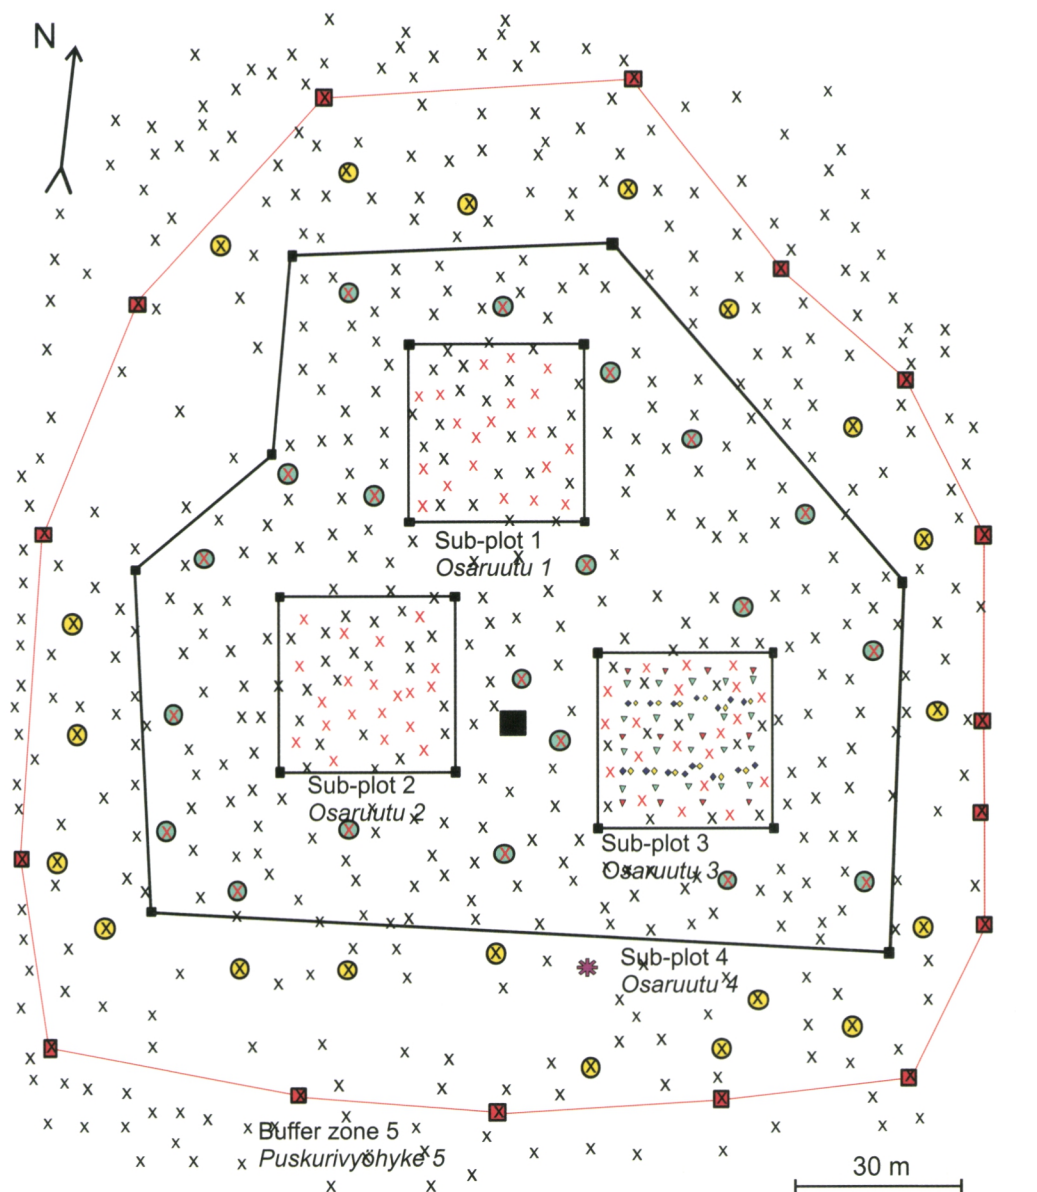 N
Sub-plot 1
Osaruutu 1
Sub-plot 2
Osaruutu 2
Sub-plot 3
Osaruutu 3
Sub-plot 4
Osaruutu 4
Buffer zone 5
Puskurivyöhyke 5
30 m